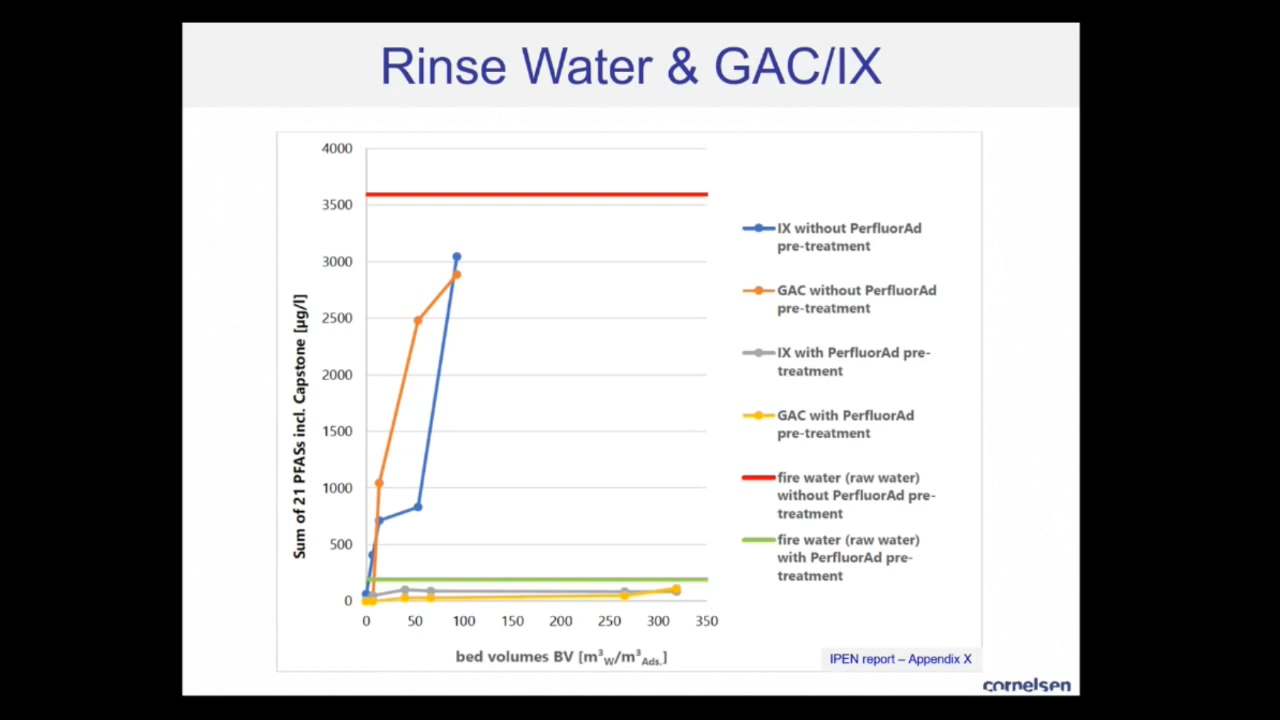 Rinse Water & GAC/IX
4000
3500
3000
2500
2000
1500
1000
500
0
Sum of 21 PFASs incl. Capstone [µg/l]
0 50 100 150 200 250 300 350
bed volumes BV [m³W/m³Ads.]
IX without PerfluorAd
pre-treatment
GAC without PerfluorAd
pre-treatment
IX with PerfluorAd pre-
treatment
GAC with PerfluorAd
pre-treatment
fire water (raw water)
without PerfluorAd pre-
treatment
fire water (raw water)
with PerfluorAd pre-
treatment
IPEN report – Appendix X
cornelsen